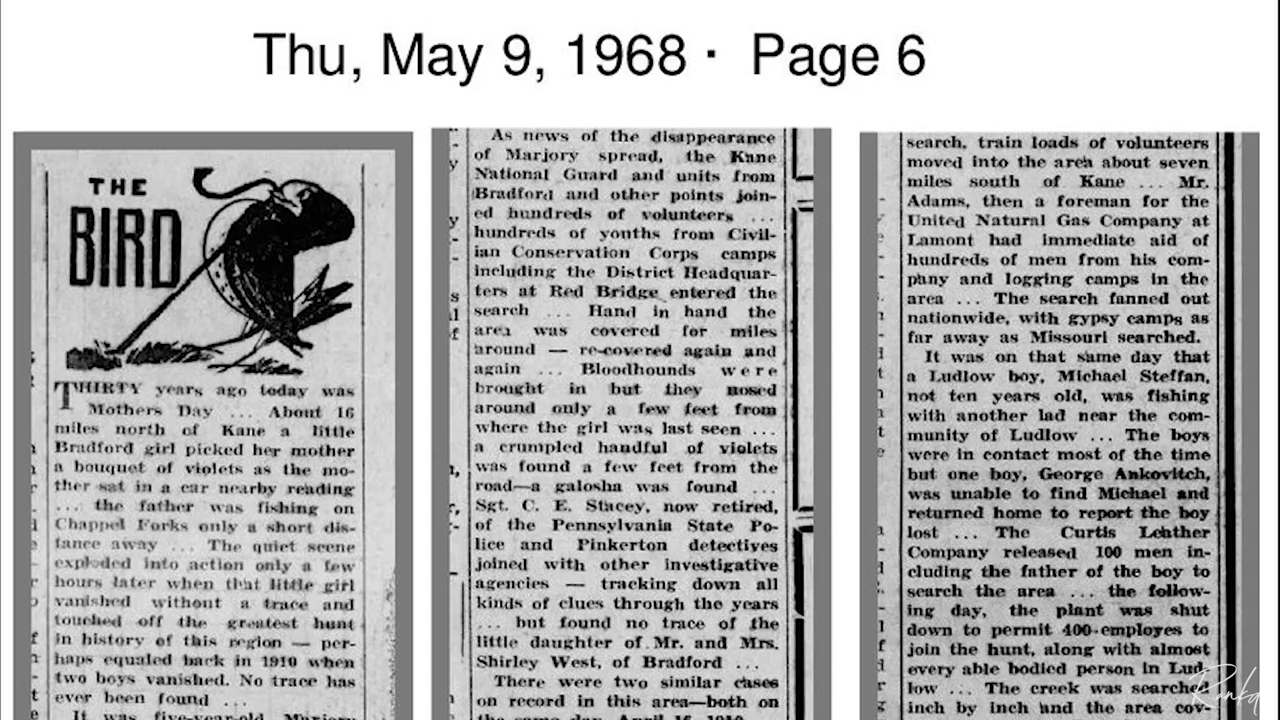 Thu, May 9, 1968 · Page 6
THE
BIRD
THIRTY years ago today was
Mothers Day ... About 16
miles north of Kane a little
Bradford girl picked her mother
a bouquet of violets as the mo-
ther sat in a car nearby reading
... the father was fishing on
Chappel Forks only a short dis-
tance away ... The quiet scene
exploded into action only a few
hours later when that little girl
vanished without a trace and
touched off the greatest hunt
in history of this region — per-
haps equaled back in 1910 when
two boys vanished. No trace has
ever been found ...
It was five-year-old Marjory
As news of the disappearance
of Marjory spread, the Kane
National Guard and units from
Bradford and other points join-
ed hundreds of volunteers ...
hundreds of youths from Civil-
ian Conservation Corps camps
including the District Headquar-
ters at Red Bridge entered the
search ... Hand in hand the
area was covered for miles
around — re-covered again and
again ... Bloodhounds were
brought in but they nosed
around only a few feet from
where the girl was last seen ...
a crumpled handful of violets
was found a few feet from the
road—a galosha was found ...
Sgt. C. E. Stacey, now retired,
of the Pennsylvania State Po-
lice and Pinkerton detectives
joined with other investigative
agencies — tracking down all
kinds of clues through the years
... but found no trace of the
little daughter of Mr. and Mrs.
Shirley West, of Bradford ...
There were two similar cases
on record in this area—both on
the same day, April 16, 1910.
search, train loads of volunteers
moved into the area about seven
miles south of Kane ... Mr.
Adams, then a foreman for the
United Natural Gas Company at
Lamont had immediate aid of
hundreds of men from his com-
pany and logging camps in the
area ... The search fanned out
nationwide, with gypsy camps as
far away as Missouri searched.
It was on that same day that
a Ludlow boy, Michael Steffan,
not ten years old, was fishing
with another lad near the com-
munity of Ludlow ... The boys
were in contact most of the time
but one boy, George Ankovitch,
was unable to find Michael and
returned home to report the boy
lost ... The Curtis Lehther
Company released 100 men in-
cluding the father of the boy to
search the area ... the follow-
ing day, the plant was shut
down to permit 400 employes to
join the hunt, along with almost
every able bodied person in Lud-
low ... The creek was searched
inch by inch and the area cov-